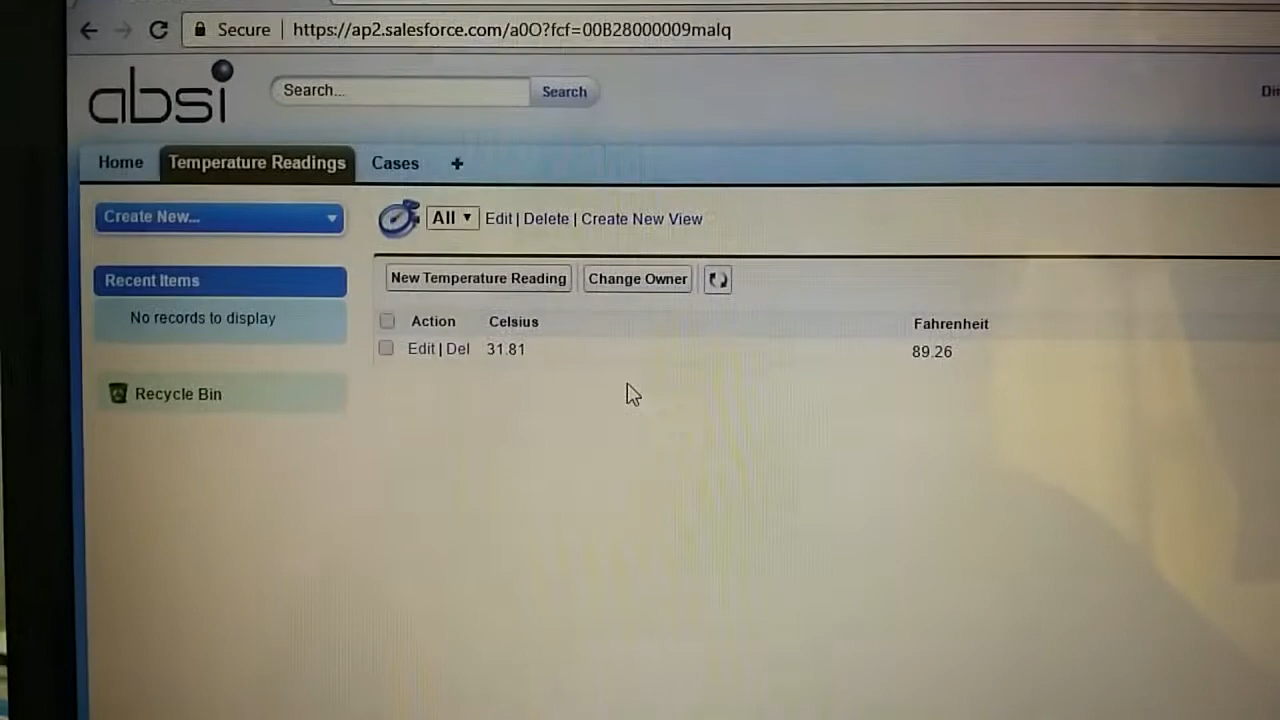 Secure | https://ap2.salesforce.com/a0O?fcf=00B28000009malq
absi
Search...
Search
Home
Temperature Readings
Cases
+
Create New...
All
Edit | Delete | Create New View
Recent Items
New Temperature Reading
Change Owner
No records to display
Action
Celsius
Fahrenheit
Edit | Del
31.81
89.26
Recycle Bin